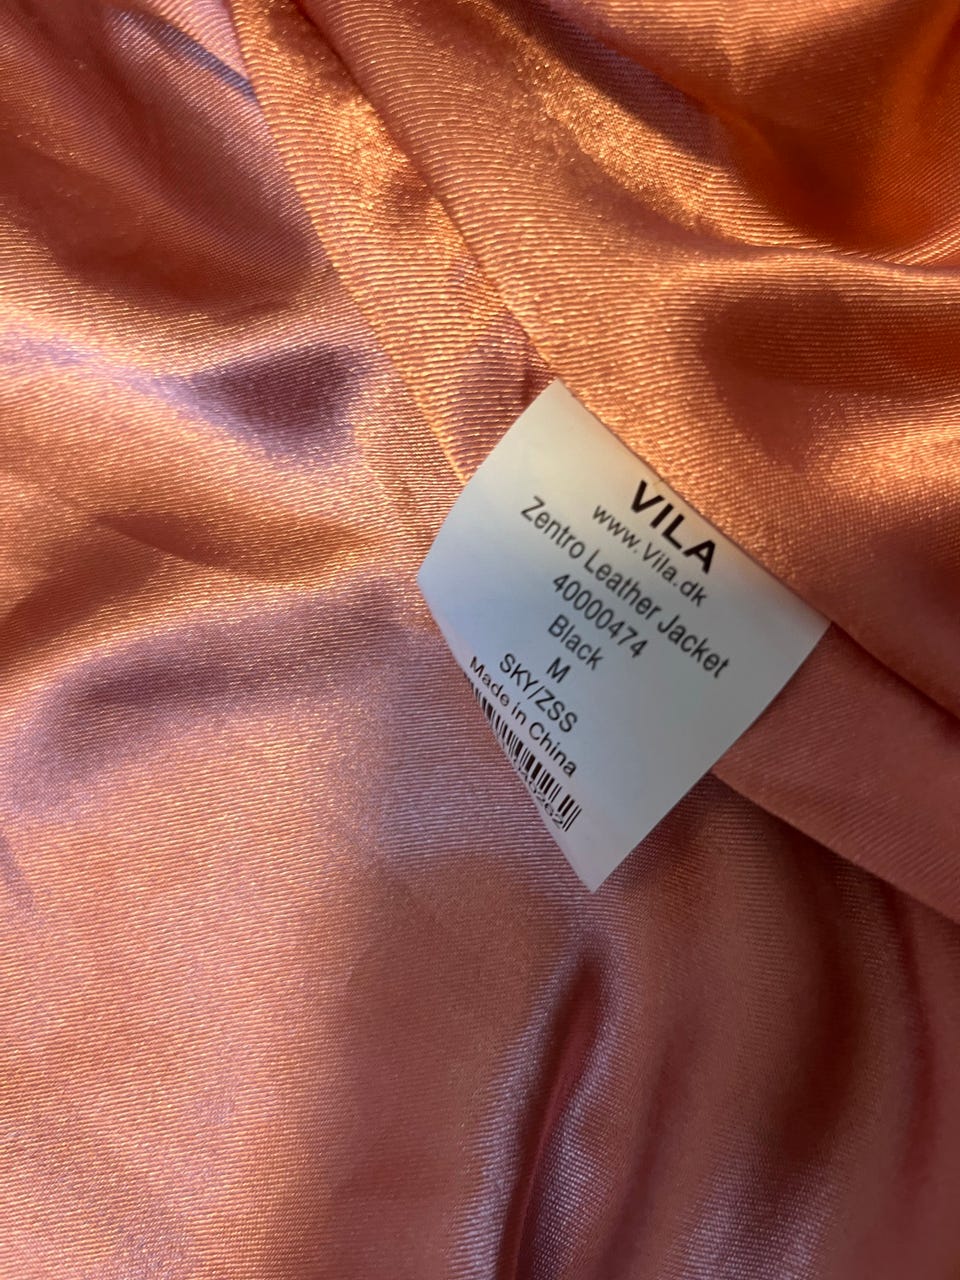 VILA
www.Vila.dk
Zentro Leather Jacket
40000474
Black
M
SKY/ZSS
Made in China